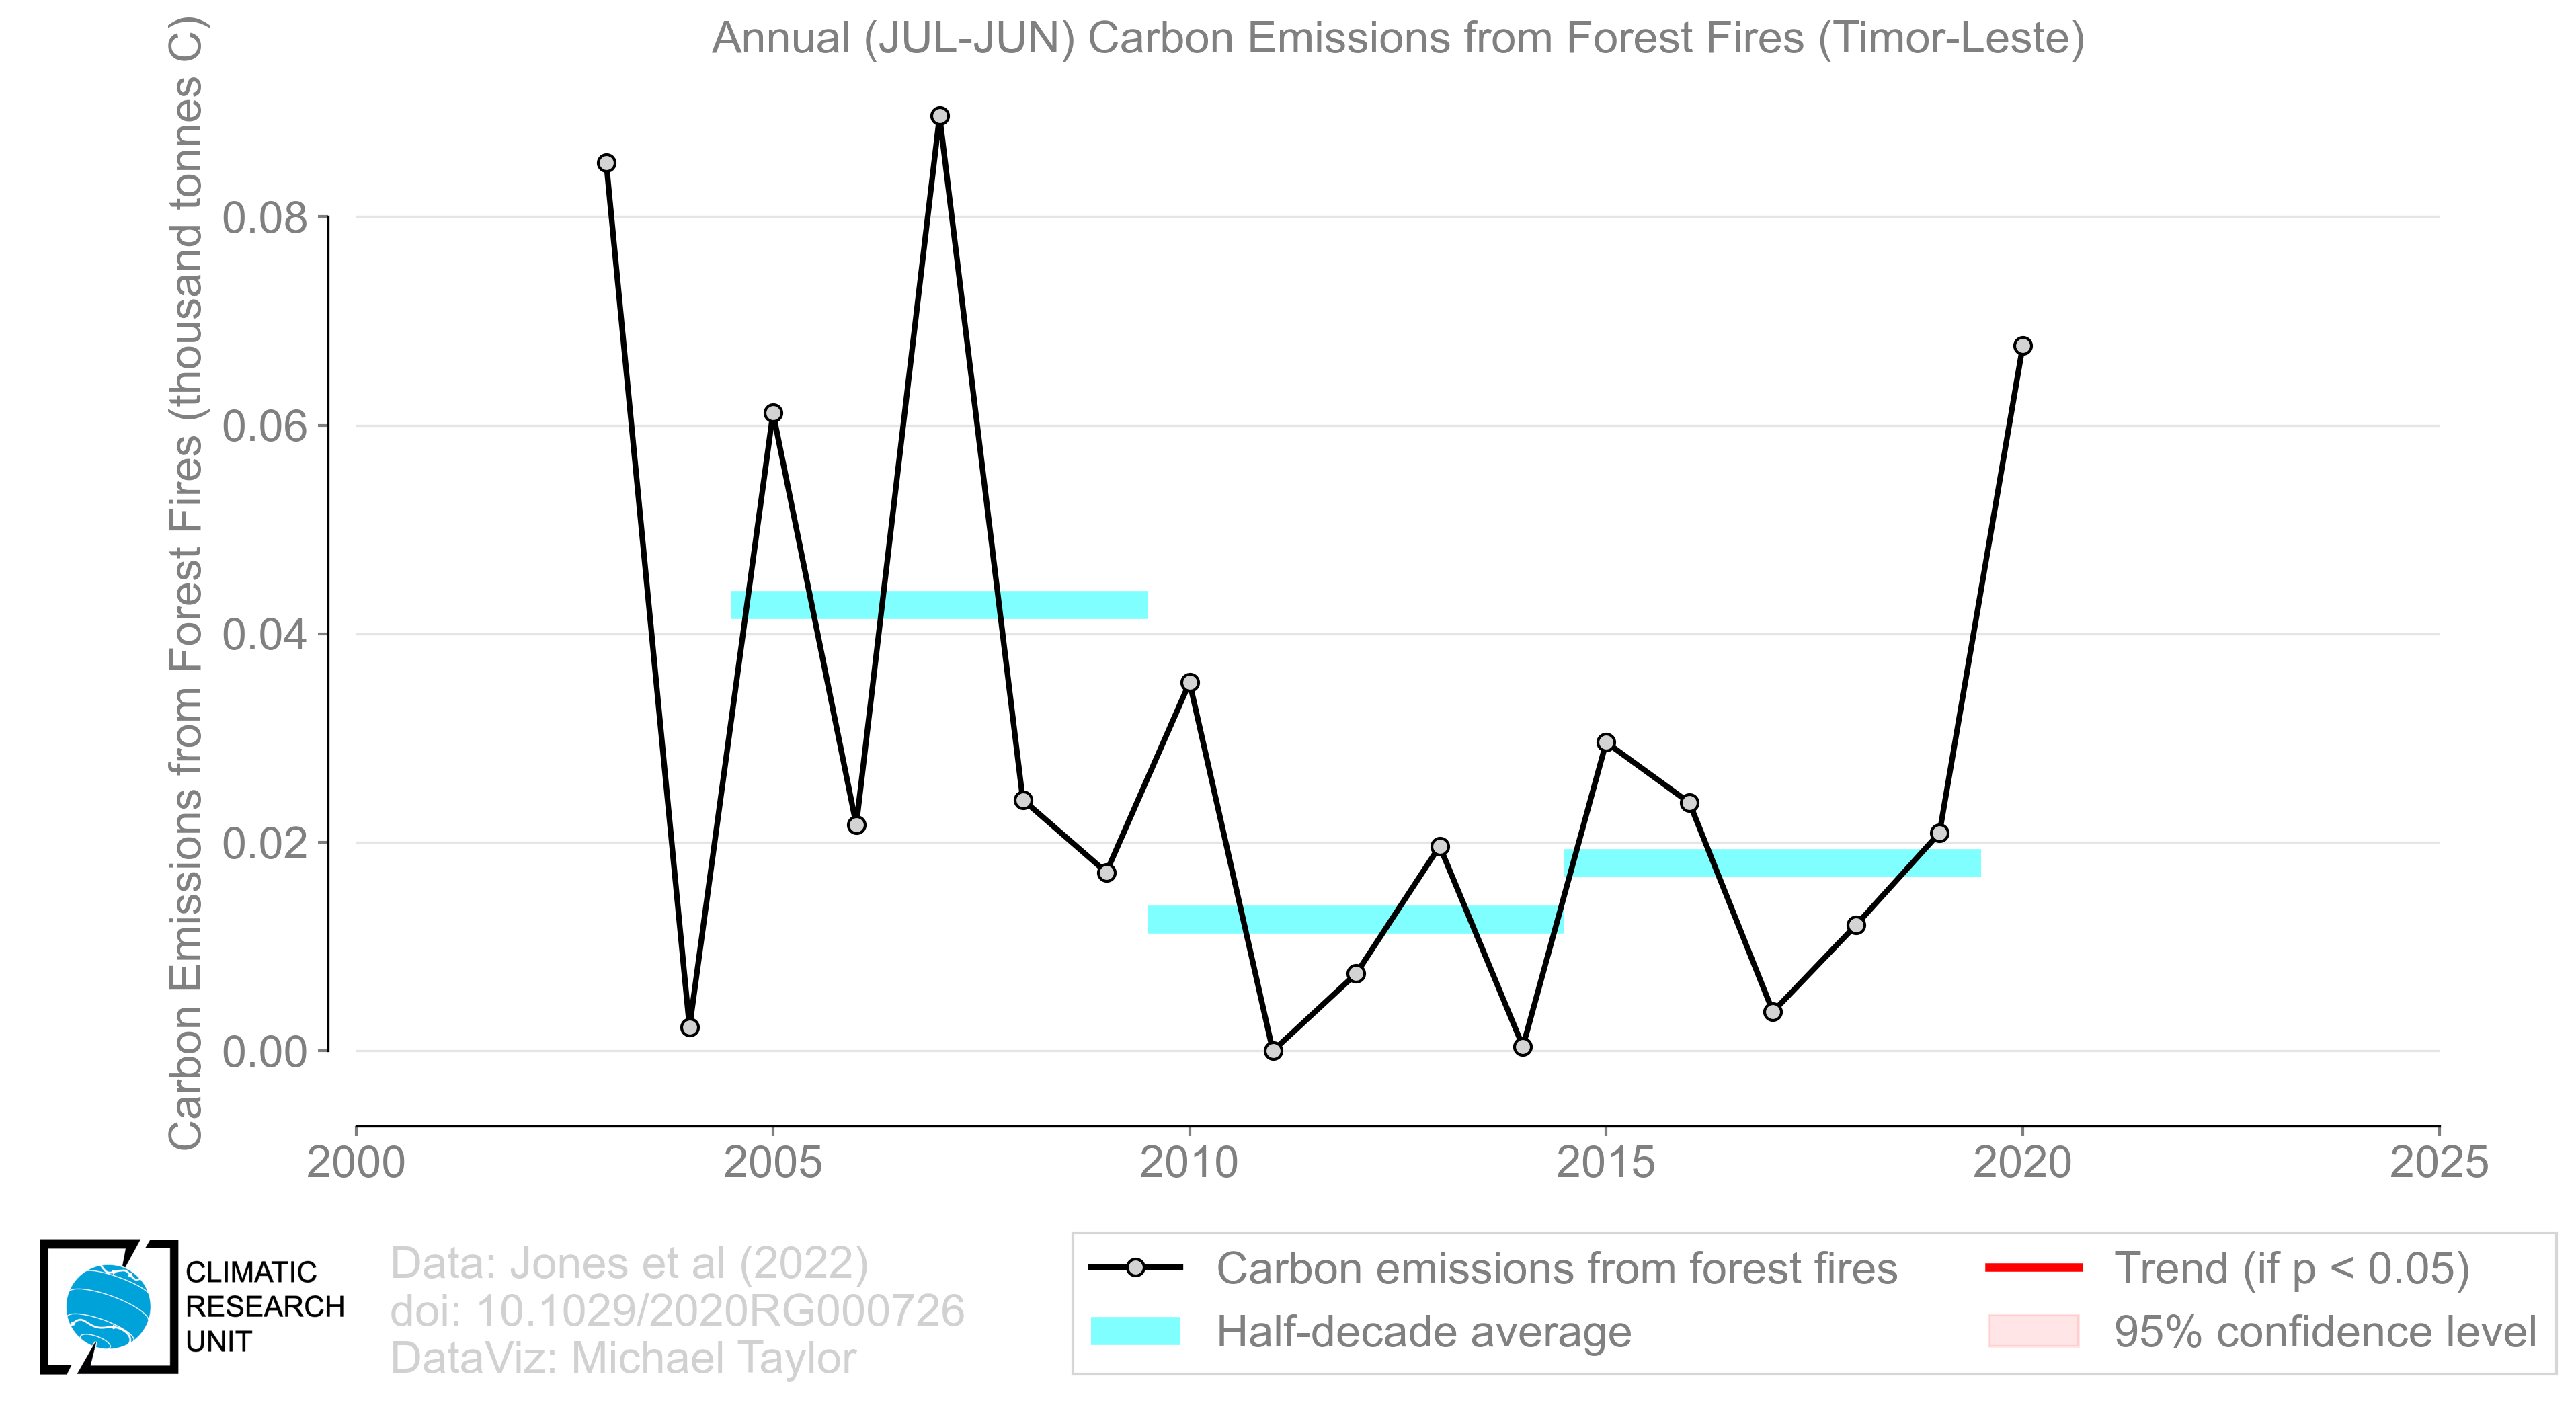 Annual (JUL-JUN) Carbon Emissions from Forest Fires (Timor-Leste)
Carbon Emissions from Forest Fires (thousand tonnes C)
0.08
0.06
0.04
0.02
0.00
2000 2005 2010 2015 2020 2025
CLIMATIC
RESEARCH
UNIT
Data: Jones et al (2022)
doi: 10.1029/2020RG000726
DataViz: Michael Taylor
Carbon emissions from forest fires
Half-decade average
Trend (if p < 0.05)
95% confidence level